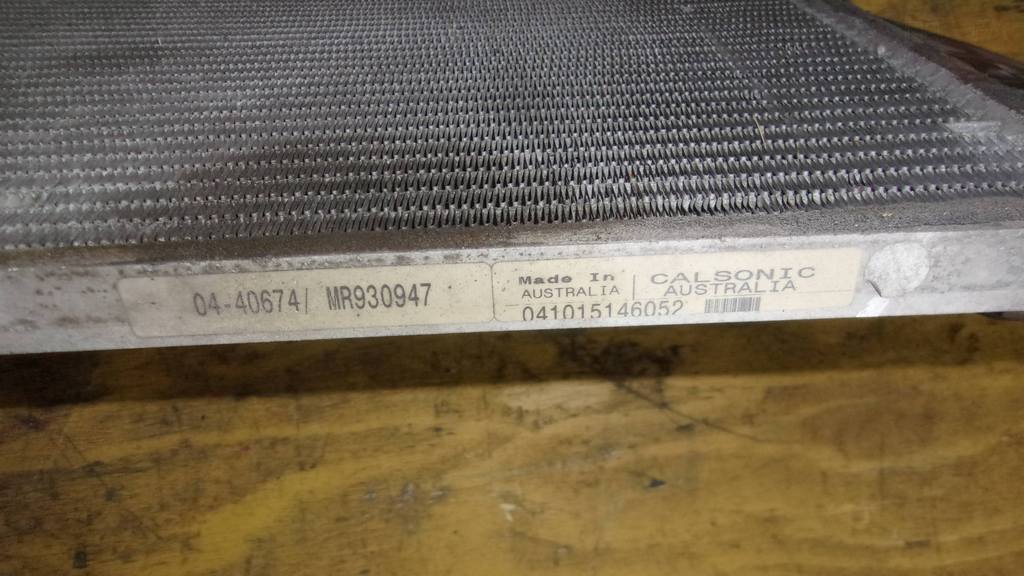 04-40674/ MR930947
Made In
AUSTRALIA
CALSONIC
AUSTRALIA
041015146052